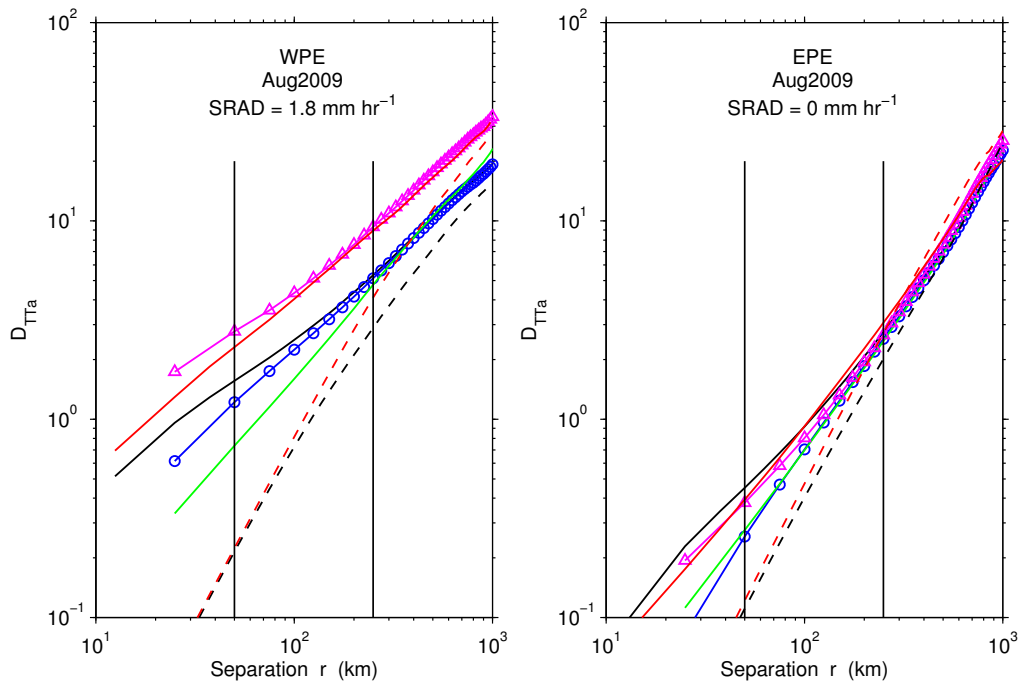 WPE
Aug2009
SRAD = 1.8 mm hr⁻¹
D_TTa
10²
10¹
10⁰
10⁻¹
10¹ 10² 10³
Separation r (km)
EPE
Aug2009
SRAD = 0 mm hr⁻¹
D_TTa
10²
10¹
10⁰
10⁻¹
10¹ 10² 10³
Separation r (km)